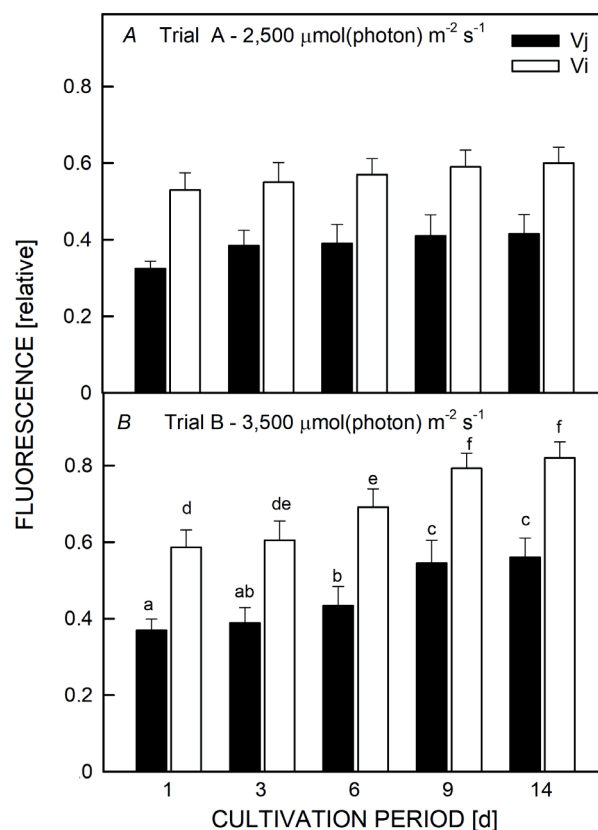 A Trial A - 2,500 μmol(photon) m⁻² s⁻¹
Vj
Vi
0.8
0.6
0.4
0.2
0
FLUORESCENCE [relative]
B Trial B - 3,500 μmol(photon) m⁻² s⁻¹
0.8
0.6
0.4
0.2
0
a
d
ab
de
b
e
c
f
c
f
1 3 6 9 14
CULTIVATION PERIOD [d]